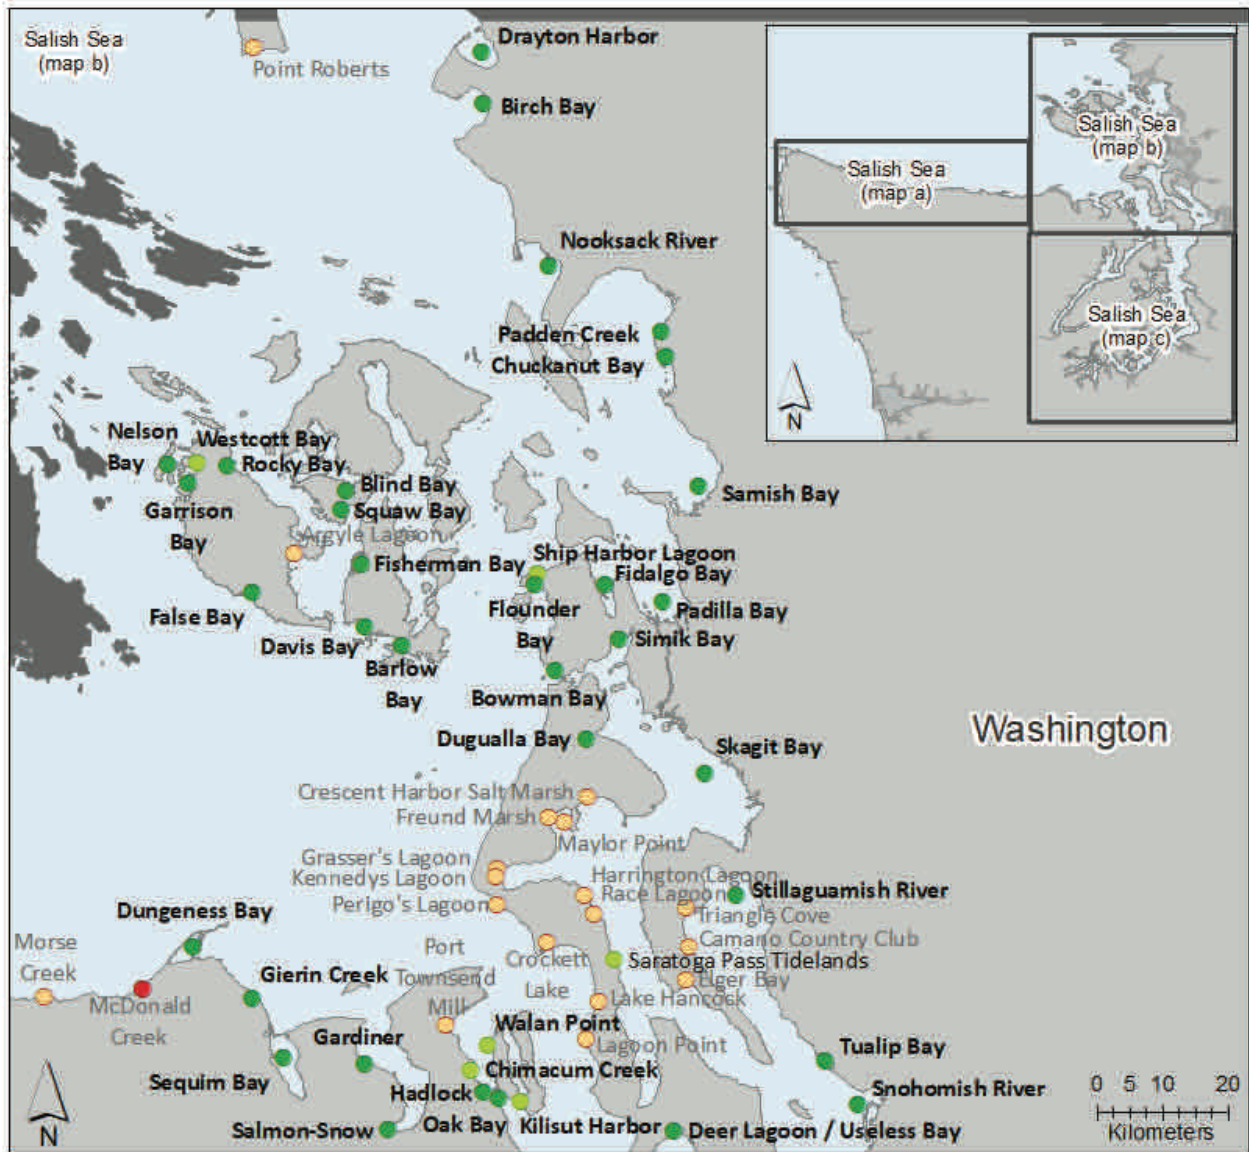 Salish Sea
(map b)
Point Roberts
Drayton Harbor
Birch Bay
Salish Sea
(map b)
Salish Sea
(map a)
Salish Sea
(map c)
N
Nooksack River
Padden Creek
Chuckanut Bay
Nelson
Bay
Westcott Bay
Rocky Bay
Blind Bay
Squaw Bay
Garrison
Bay
Argyle Lagoon
Samish Bay
Ship Harbor Lagoon
Fisherman Bay
Fidalgo Bay
False Bay
Flounder
Bay
Padilla Bay
Davis Bay
Simik Bay
Barlow
Bay
Bowman Bay
Washington
Dugualla Bay
Skagit Bay
Crescent Harbor Salt Marsh
Freund Marsh
Maylor Point
Grasser's Lagoon
Kennedys Lagoon
Harrington Lagoon
Race Lagoon
Stillaguamish River
Perigo's Lagoon
Triangle Cove
Dungeness Bay
Camano Country Club
Morse
Creek
Port
Townsend
Mill
Crockett
Lake
Saratoga Pass Tidelands
Gierin Creek
Elger Bay
McDonald
Creek
Lake Hancock
Walan Point
Gardiner
Lagoon Point
Tualip Bay
Chimacum Creek
Sequim Bay
Hadlock
Snohomish River
Oak Bay
Kilisut Harbor
Salmon-Snow
Deer Lagoon / Useless Bay
N
0 5 10 20
Kilometers